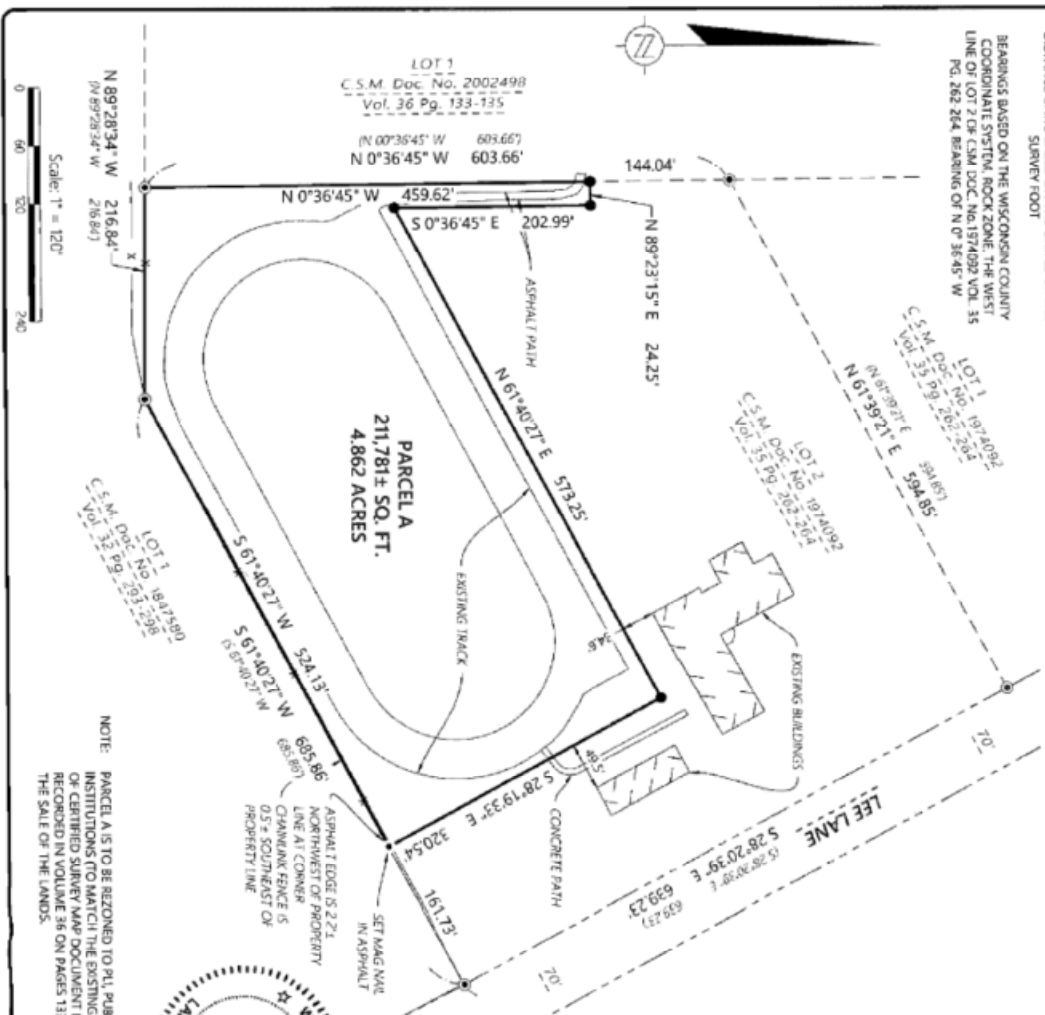 SURVEY FOOT
BEARINGS BASED ON THE WISCONSIN COUNTY
COORDINATE SYSTEM, ROCK ZONE. THE WEST
LINE OF LOT 2 OF CSM DOC. No.1974092 VOL. 35
PG. 262-264, BEARING OF N 0° 36'45" W
LOT 1
C.S.M. Doc. No. 2002498
Vol. 36 Pg. 133-135
(N 00°36'45" W 603.66')
N 0°36'45" W 603.66'
144.04'
N 0°36'45" W 459.62'
S 0°36'45" E 202.99'
N 89°23'15" E 24.25'
ASPHALT PATH
N 89°28'34" W 216.84'
(N 89°28'34" W 216.84')
x
x
0 60 120 240
Scale: 1" = 120'
LOT 1
C.S.M. Doc. No. 1974092
Vol. 35 Pg. 262-264
(N 61°39'21" E 594.85')
N 61°39'21" E 594.85'
LOT 2
C.S.M. Doc. No. 1974092
Vol. 35 Pg. 262-264
N 61°40'27" E 573.25'
PARCEL A
211,781± SQ. FT.
4.862 ACRES
EXISTING TRACK
34.6'
EXISTING BUILDINGS
49.5'
CONCRETE PATH
S 28°19'33" E 320.54'
LEE LANE
S 28°20'39" E 639.23'
(S 28°20'39" E 639.23')
70'
70'
S 61°40'27" W 524.13'
S 61°40'27" W 685.86'
(S 61°40'27" W 685.86')
161.73'
LOT 1
C.S.M. Doc. No. 1847580
Vol. 32 Pg. 293-298
ASPHALT EDGE IS 2.2'±
NORTHWEST OF PROPERTY
LINE AT CORNER
CHAINLINK FENCE IS
0.5'± SOUTHEAST OF
PROPERTY LINE
SET MAG NAIL
IN ASPHALT
NOTE: PARCEL A IS TO BE REZONED TO PLI, PUB
INSTITUTIONS (TO MATCH THE EXISTING
OF CERTIFIED SURVEY MAP DOCUMENT
RECORDED IN VOLUME 36 ON PAGES 13
THE SALE OF THE LANDS.